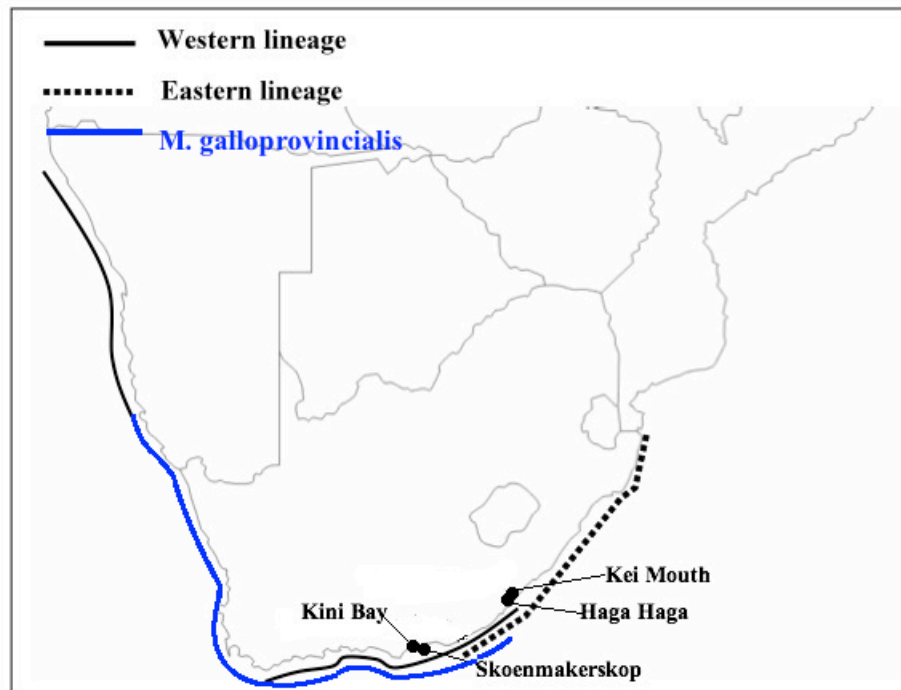 Western lineage
Eastern lineage
M. galloprovincialis
Kei Mouth
Kini Bay
Haga Haga
Skoenmakerskop